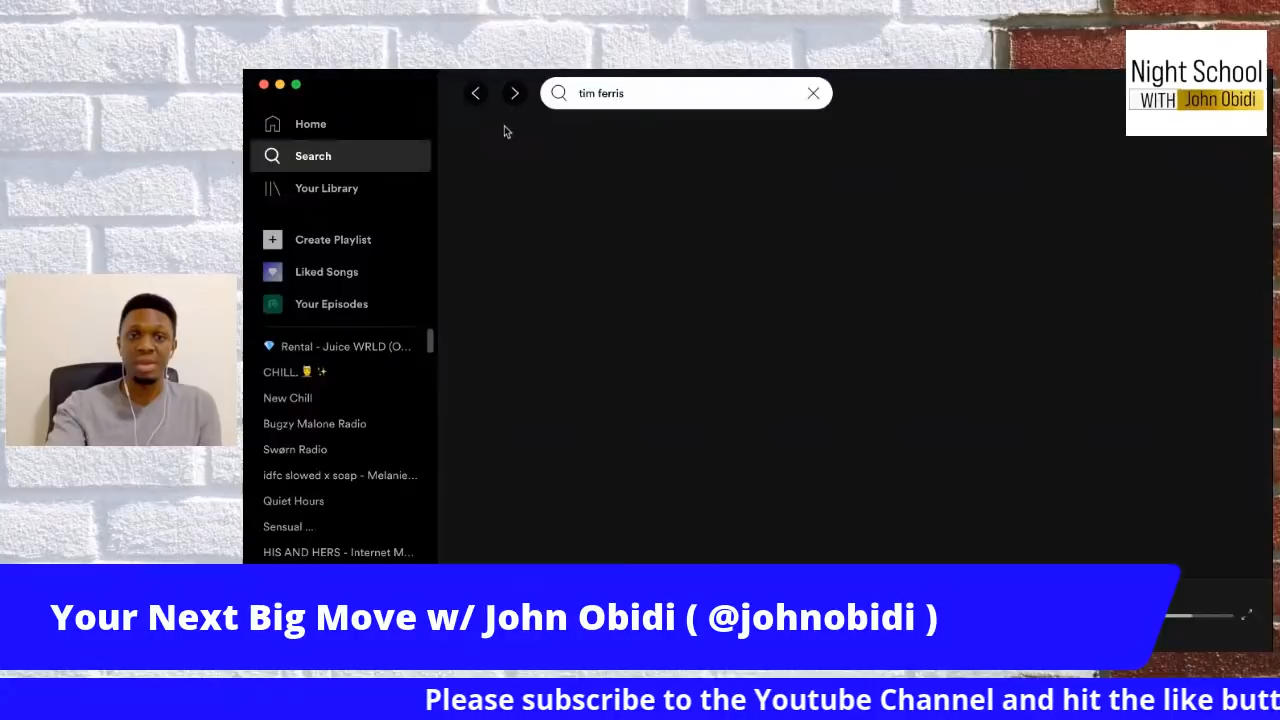 Night School
WITH John Obidi
tim ferris
Home
Search
Your Library
Create Playlist
Liked Songs
Your Episodes
Rental - Juice WRLD (O...
CHILL.
New Chill
Bugzy Malone Radio
Swørn Radio
idfc slowed x soap - Melanie...
Quiet Hours
Sensual ...
HIS AND HERS - Internet M...
Your Next Big Move w/ John Obidi ( @johnobidi )
Please subscribe to the Youtube Channel and hit the like butt